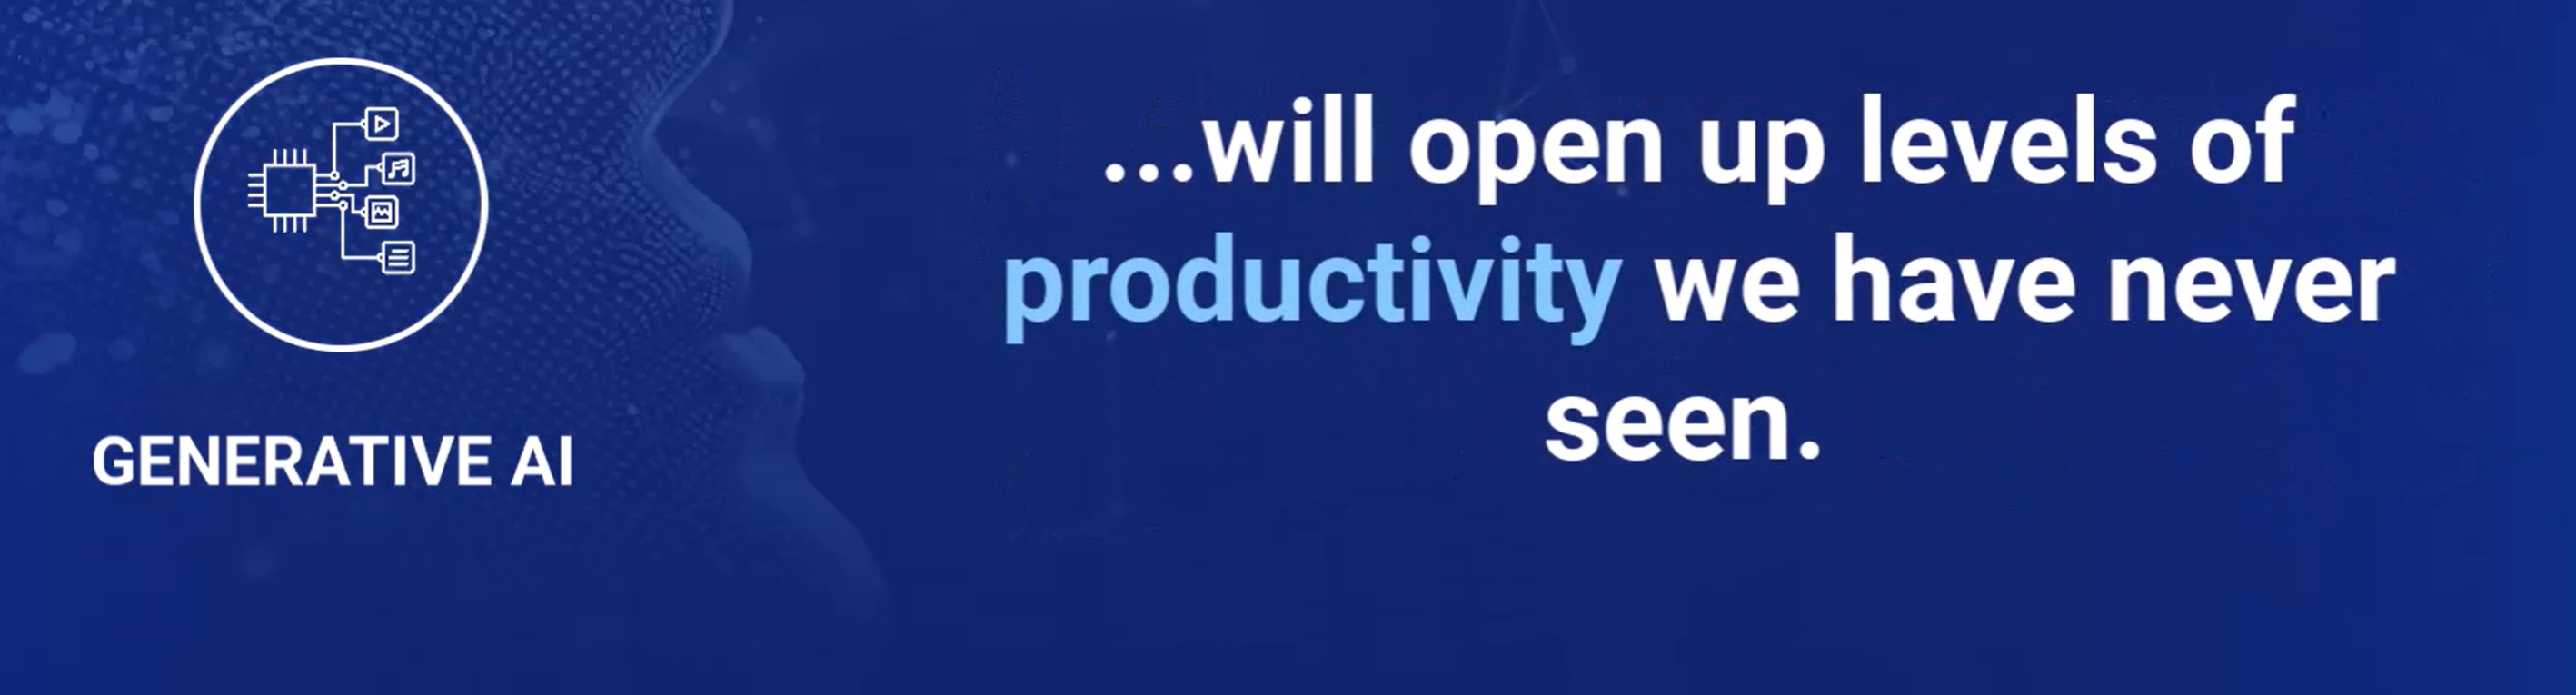 GENERATIVE AI
...will open up levels of
productivity we have never
seen.